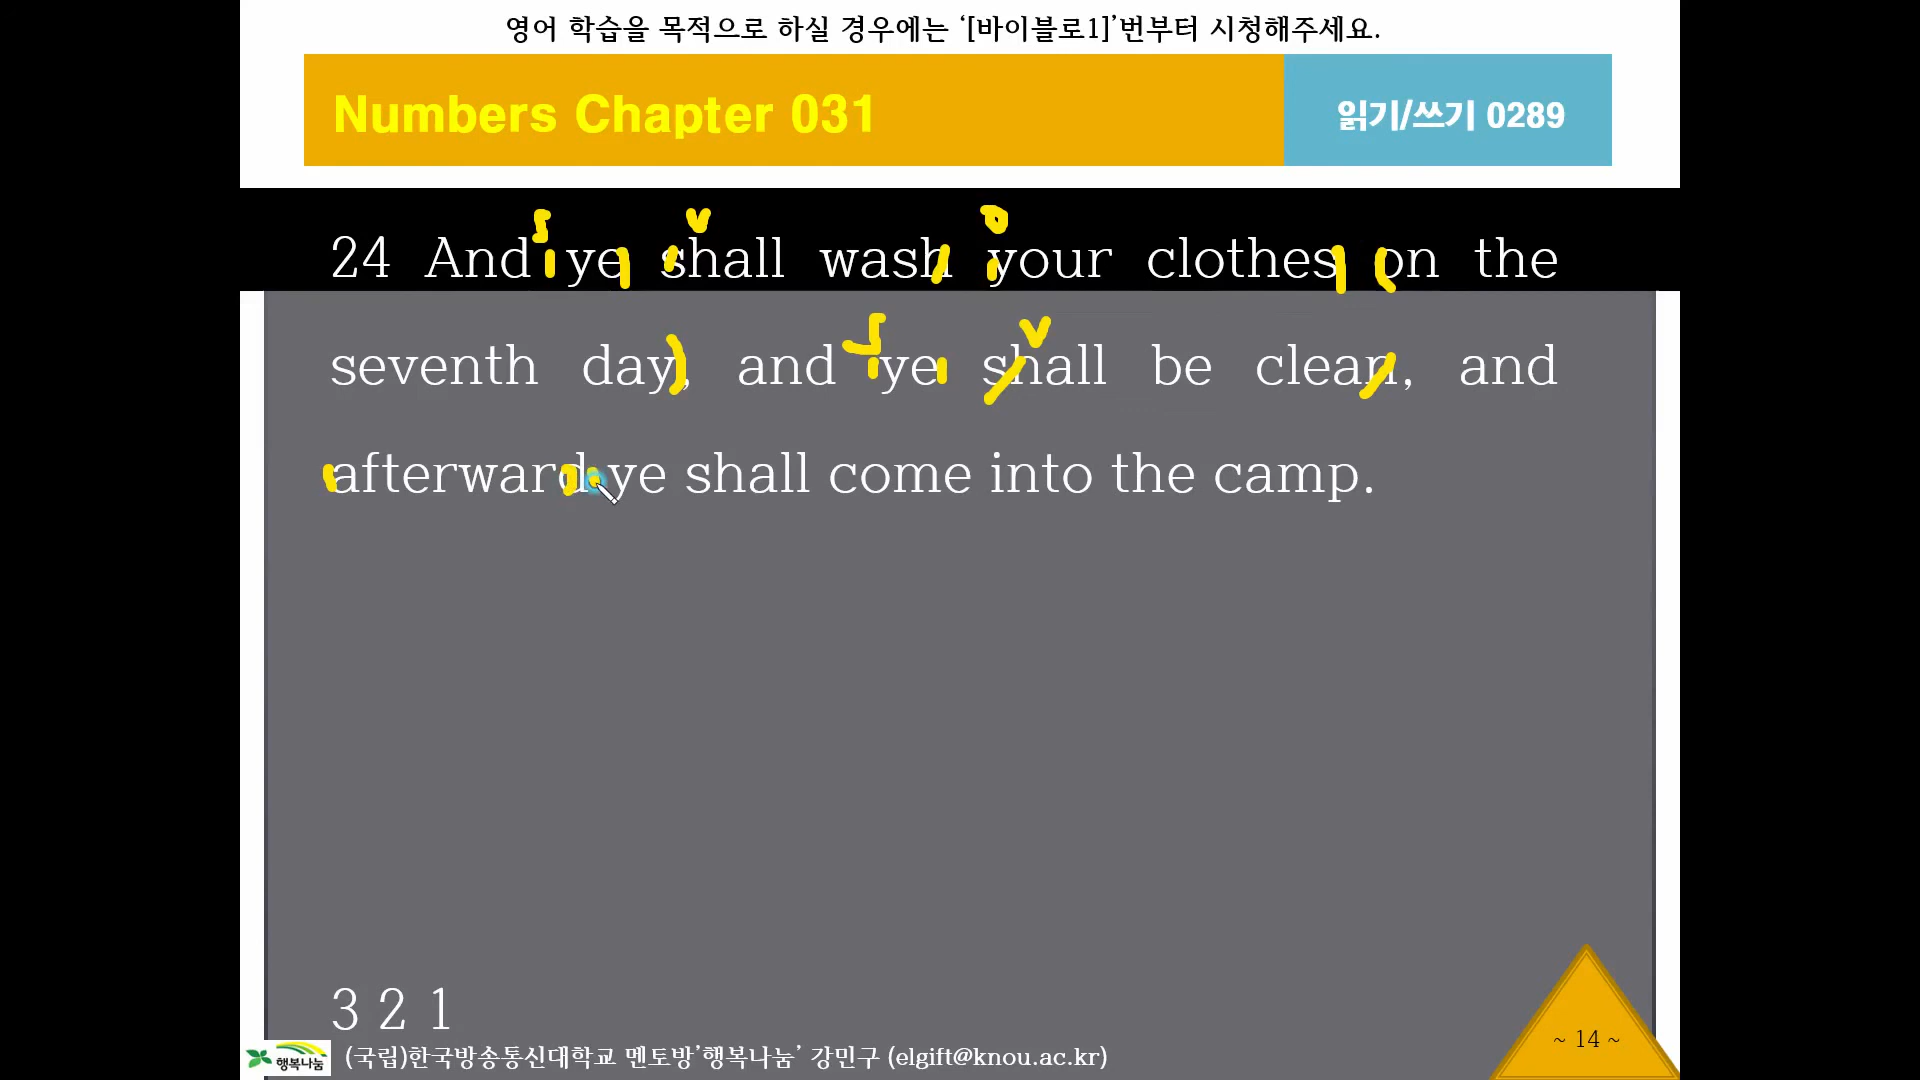 영어 학습을 목적으로 하실 경우에는 ‘[바이블로1]’번부터 시청해주세요.
Numbers Chapter 031
읽기/쓰기 0289
24 And ye shall wash your clothes on the
seventh day, and ye shall be clean, and
afterward ye shall come into the camp.
3 2 1
행복나눔
(국립)한국방송통신대학교 멘토방’행복나눔’ 강민구 (elgift@knou.ac.kr)
~ 14 ~